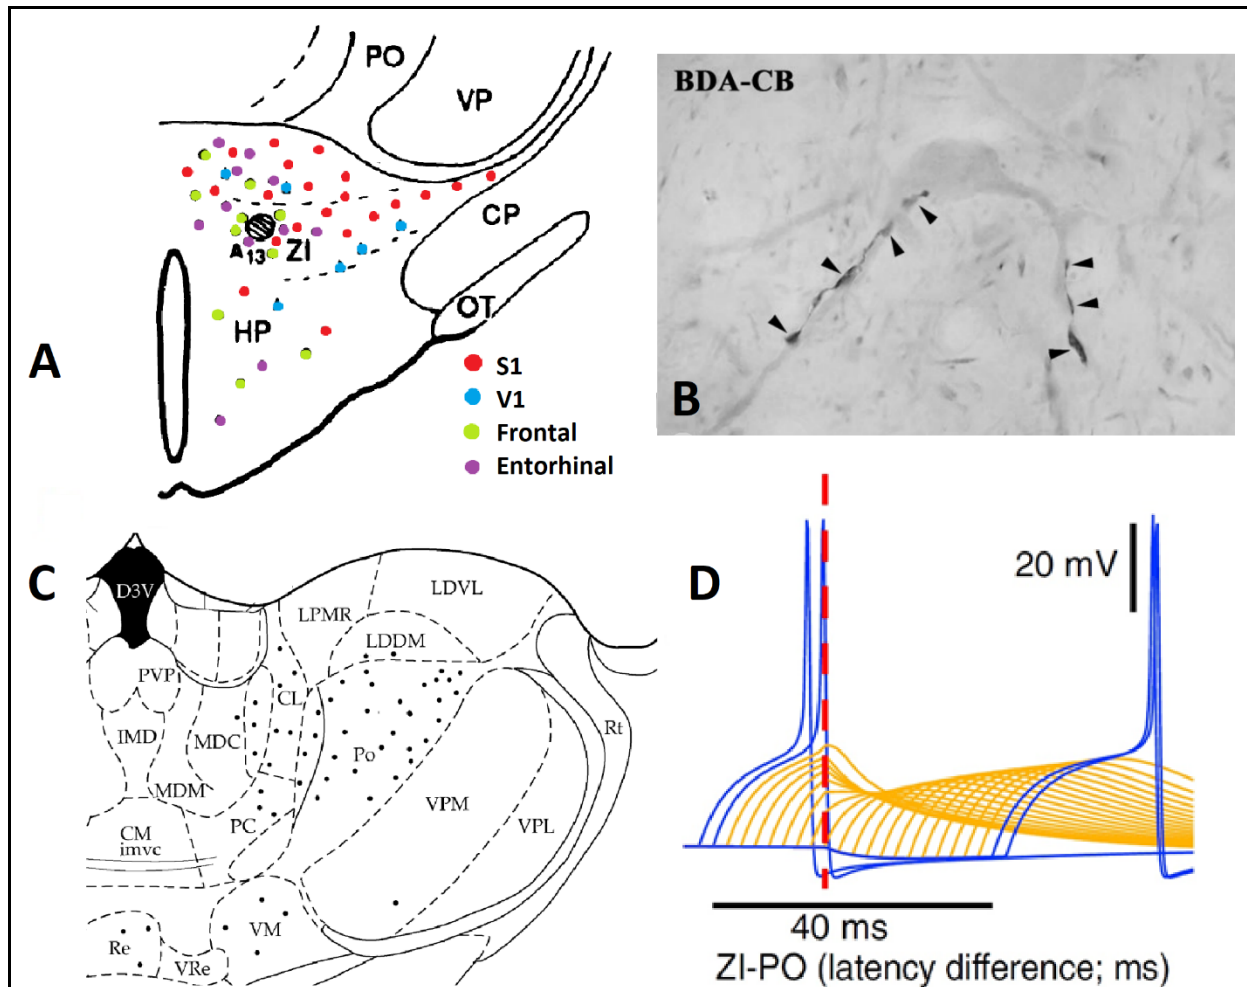 PO
VP
CP
A13
ZI
HP
OT
A
S1
V1
Frontal
Entorhinal
BDA-CB
B
C
D3V
LDVL
LPMR
LDDM
PVP
CL
Rt
IMD
MDC
Po
MDM
VPM
PC
VPL
CM
imvc
VM
Re
VRe
D
20 mV
40 ms
ZI-PO (latency difference; ms)